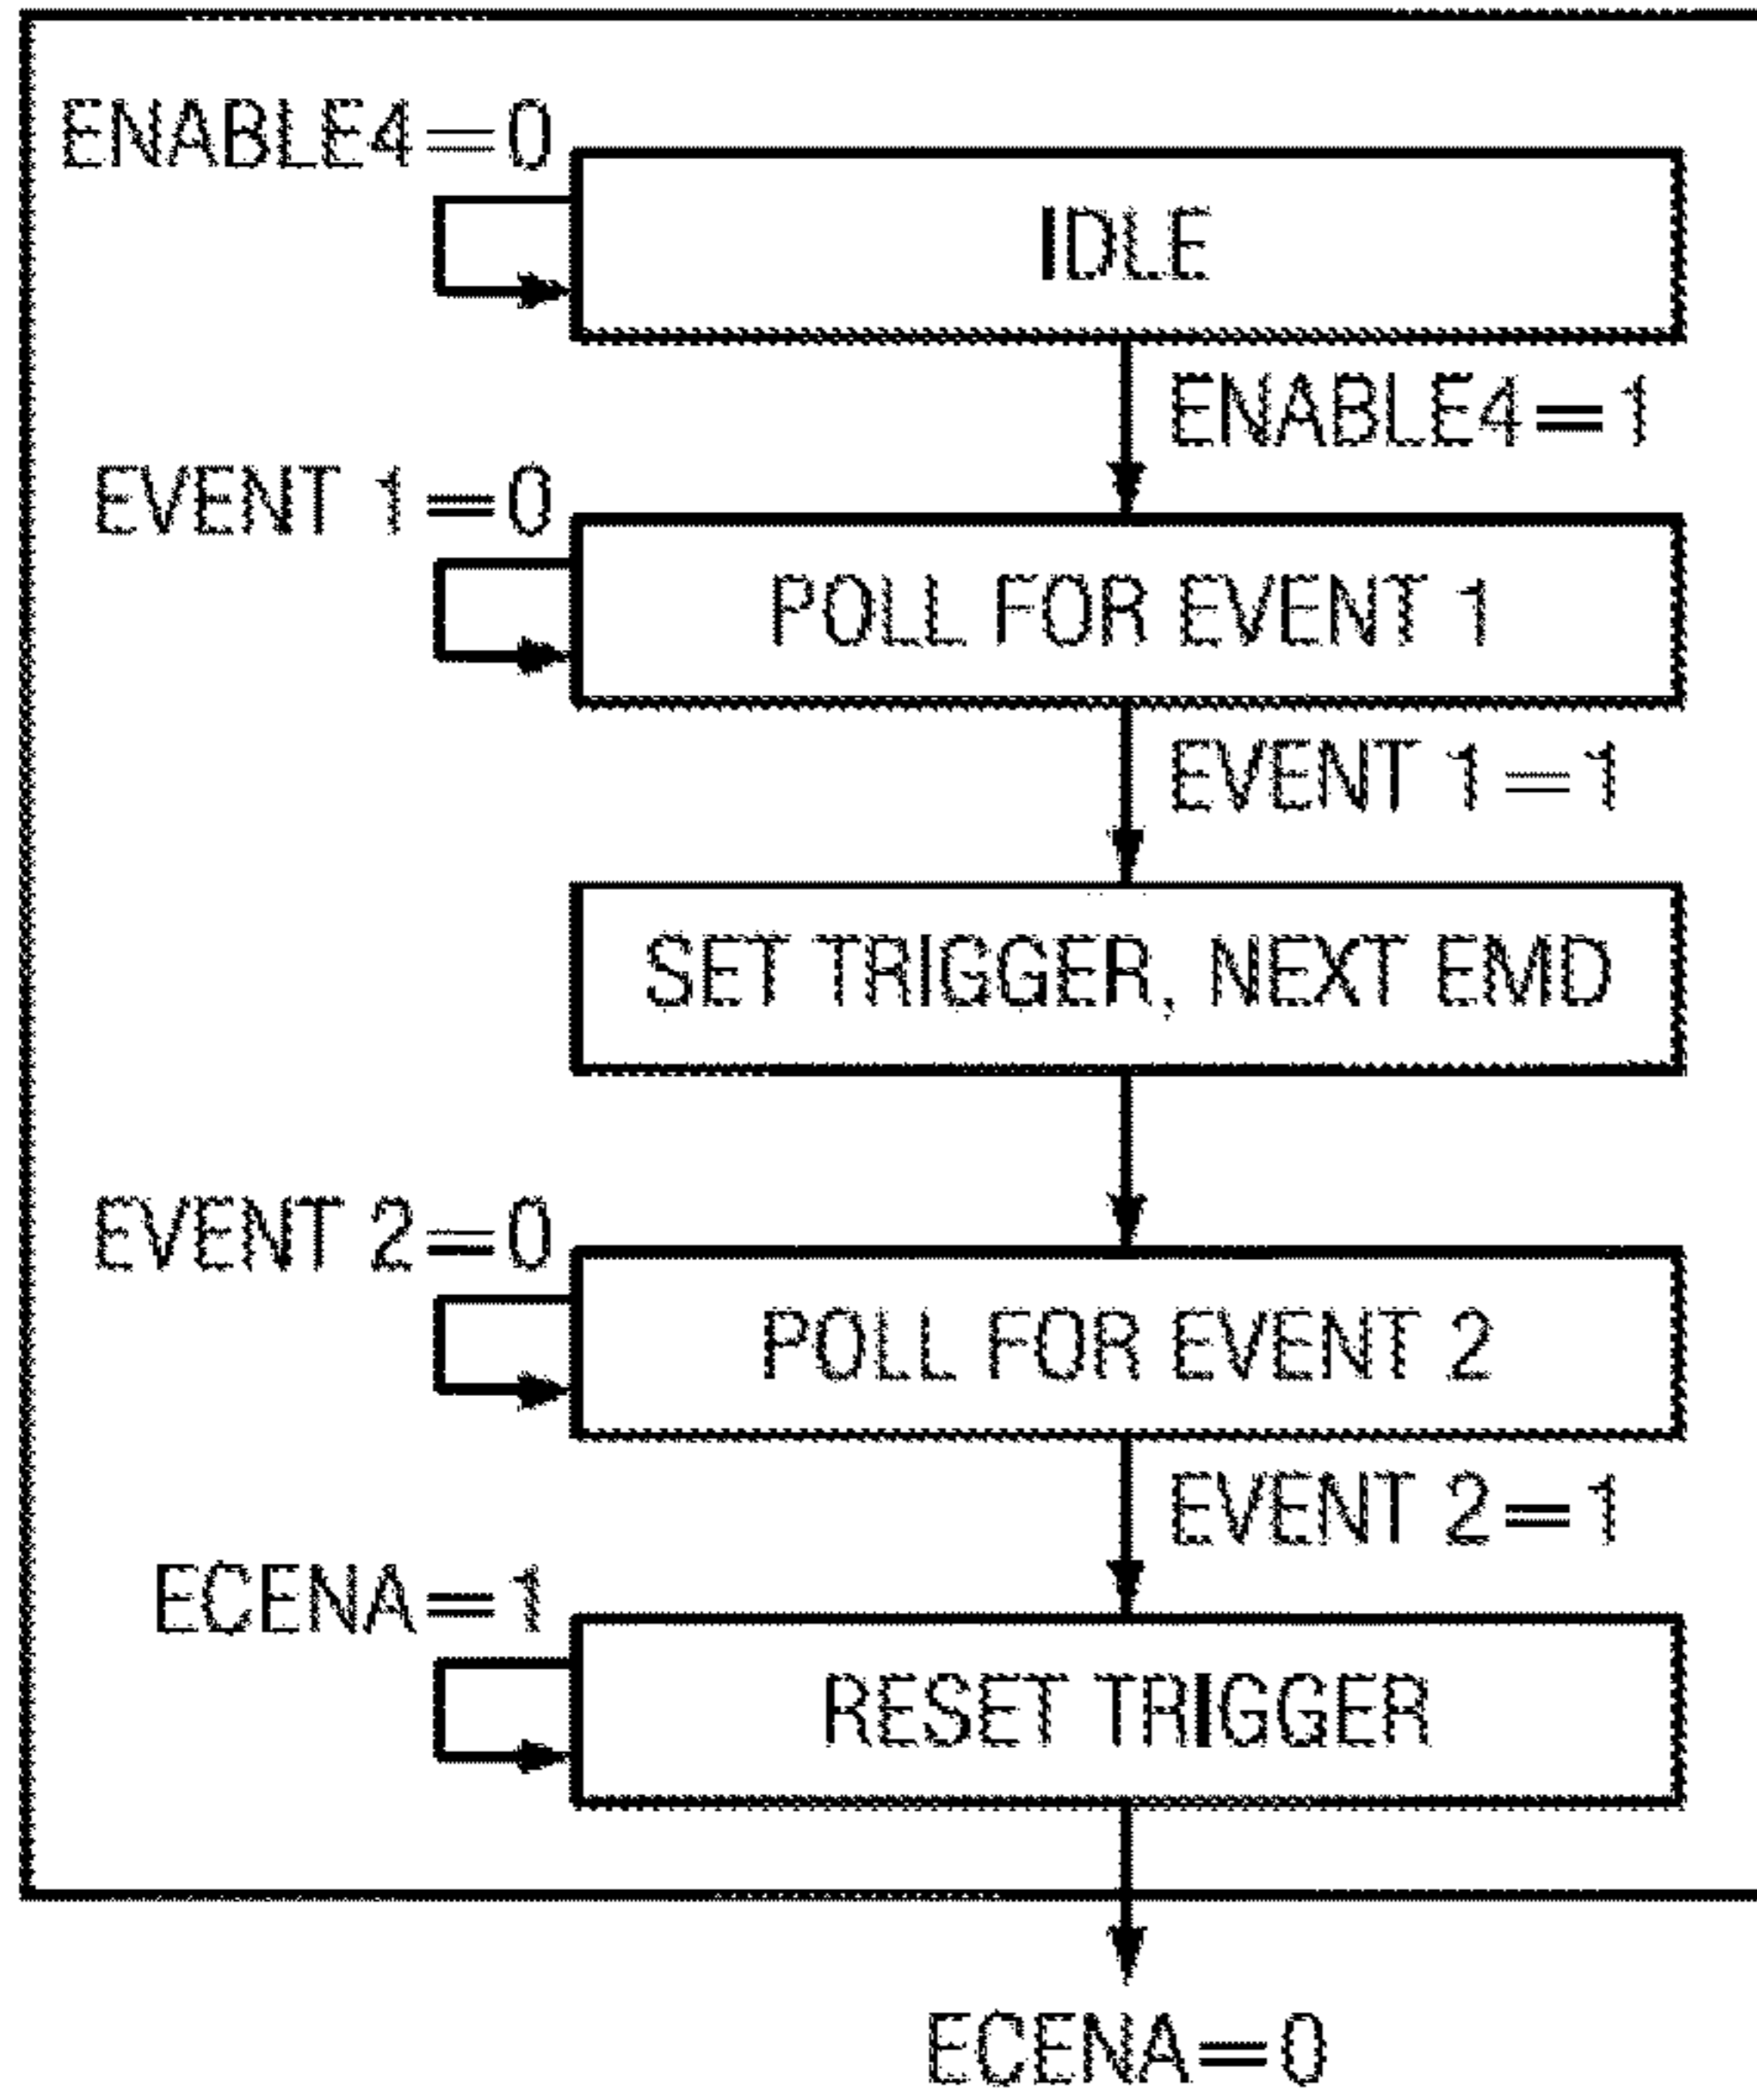 ENABLE4=0
IDLE
ENABLE4=1
EVENT 1=0
POLL FOR EVENT 1
EVENT 1=1
SET TRIGGER, NEXT EMD
EVENT 2=0
POLL FOR EVENT 2
EVENT 2=1
ECENA=1
RESET TRIGGER
ECENA=0